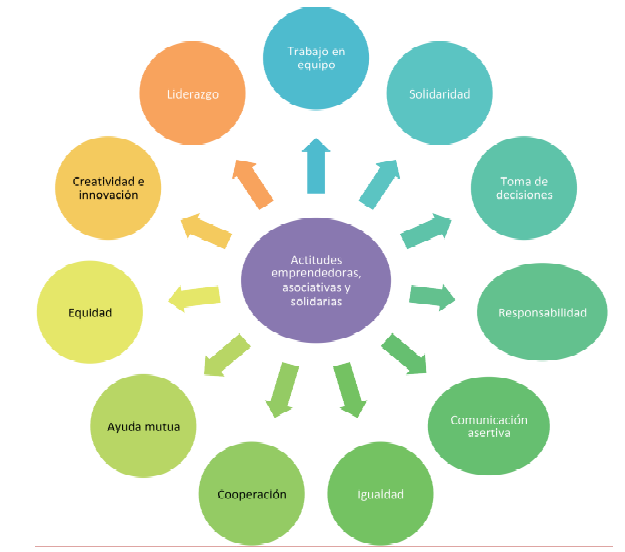 Trabajo en
equipo
Solidaridad
Toma de
decisiones
Responsabilidad
Comunicación
asertiva
Igualdad
Cooperación
Ayuda mutua
Equidad
Creatividad e
innovación
Liderazgo
Actitudes
emprendedoras,
asociativas y
solidarias